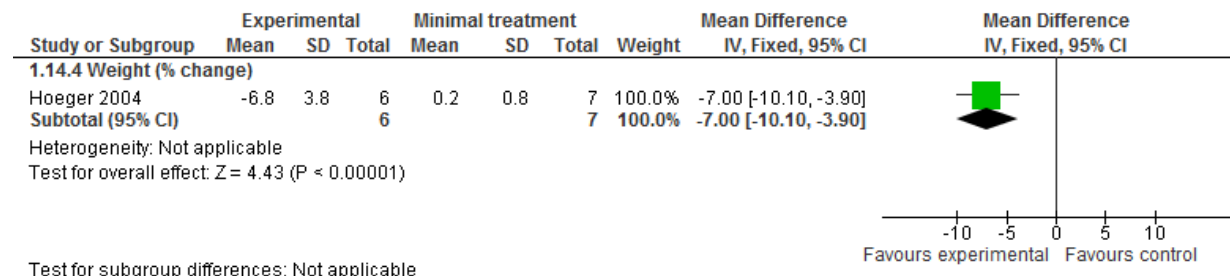 Experimental Minimal treatment Mean Difference Mean Difference
Study or Subgroup Mean SD Total Mean SD Total Weight IV, Fixed, 95% CI IV, Fixed, 95% CI
1.14.4 Weight (% change)
Hoeger 2004 -6.8 3.8 6 0.2 0.8 7 100.0% -7.00 [-10.10, -3.90]
Subtotal (95% CI) 6 7 100.0% -7.00 [-10.10, -3.90]
Heterogeneity: Not applicable
Test for overall effect: Z = 4.43 (P < 0.00001)
-10 -5 0 5 10
Favours experimental Favours control
Test for subgroup differences: Not applicable